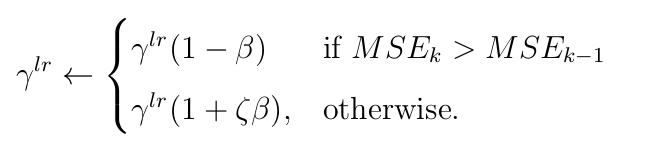 γ^{lr} ← { γ^{lr}(1 − β) if MSE_k > MSE_{k−1}
γ^{lr}(1 + ζβ), otherwise.